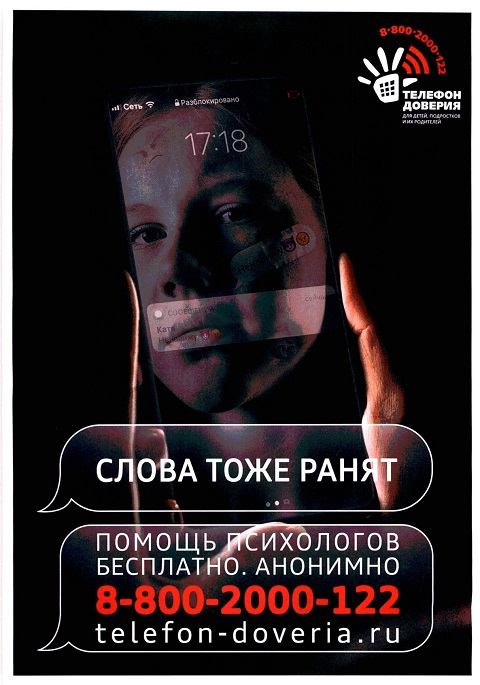 8-800-2000-122
ТЕЛЕФОН
ДОВЕРИЯ
ДЛЯ ДЕТЕЙ, ПОДРОСТКОВ
И ИХ РОДИТЕЛЕЙ
Сеть
Разблокировано
17:18
сейчас
Катя
СЛОВА ТОЖЕ РАНЯТ
ПОМОЩЬ ПСИХОЛОГОВ
БЕСПЛАТНО. АНОНИМНО
8-800-2000-122
telefon-doveria.ru